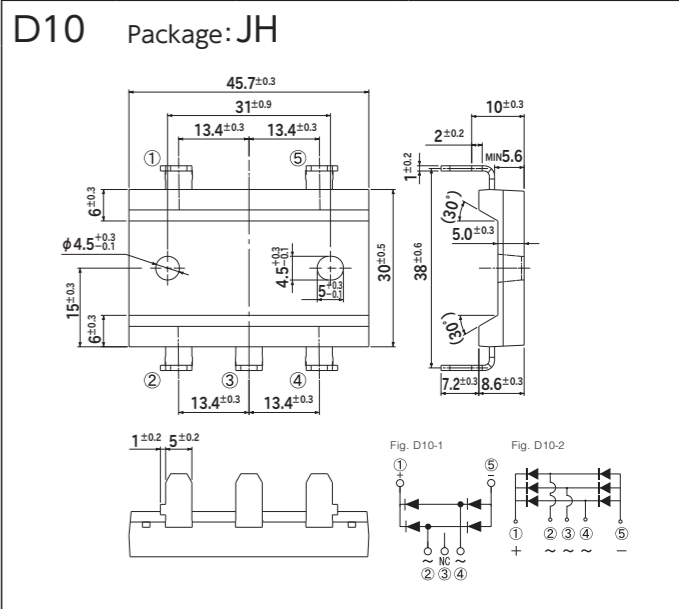 D10 Package: JH
45.7±0.3
31±0.9
13.4±0.3 13.4±0.3
① ⑤
6±0.3
φ4.5+0.3-0.1
4.5+0.3-0.1
5+0.3-0.1
30±0.5
15±0.3
6±0.3
② ③ ④
13.4±0.3 13.4±0.3
10±0.3
2±0.2
MIN5.6
1±0.2
(30°)
5.0±0.3
38±0.6
(30°)
7.2±0.3 8.6±0.3
1±0.2 5±0.2
Fig. D10-1
① ⑤
+ −
~ NC ~
② ③ ④
Fig. D10-2
① ② ③ ④ ⑤
+ ~ ~ ~ −